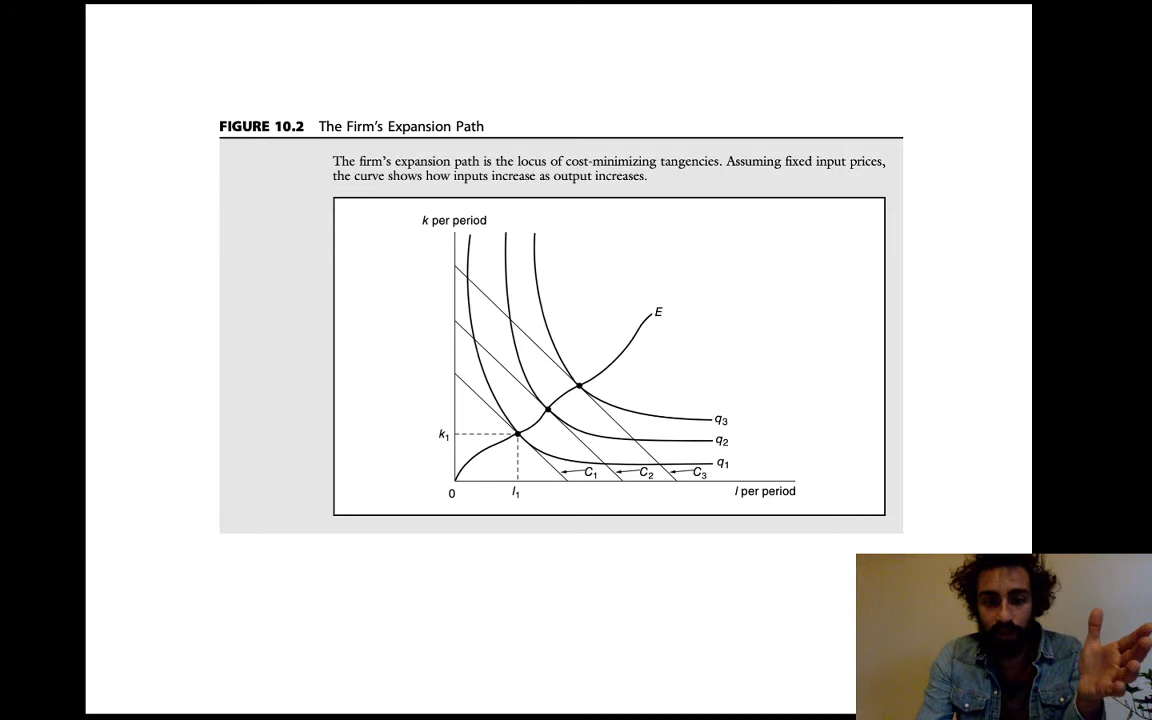 FIGURE 10.2 The Firm's Expansion Path
The firm's expansion path is the locus of cost-minimizing tangencies. Assuming fixed input prices,
the curve shows how inputs increase as output increases.
k per period
E
q3
k1
q2
q1
C1
C2
C3
0
l1
l per period